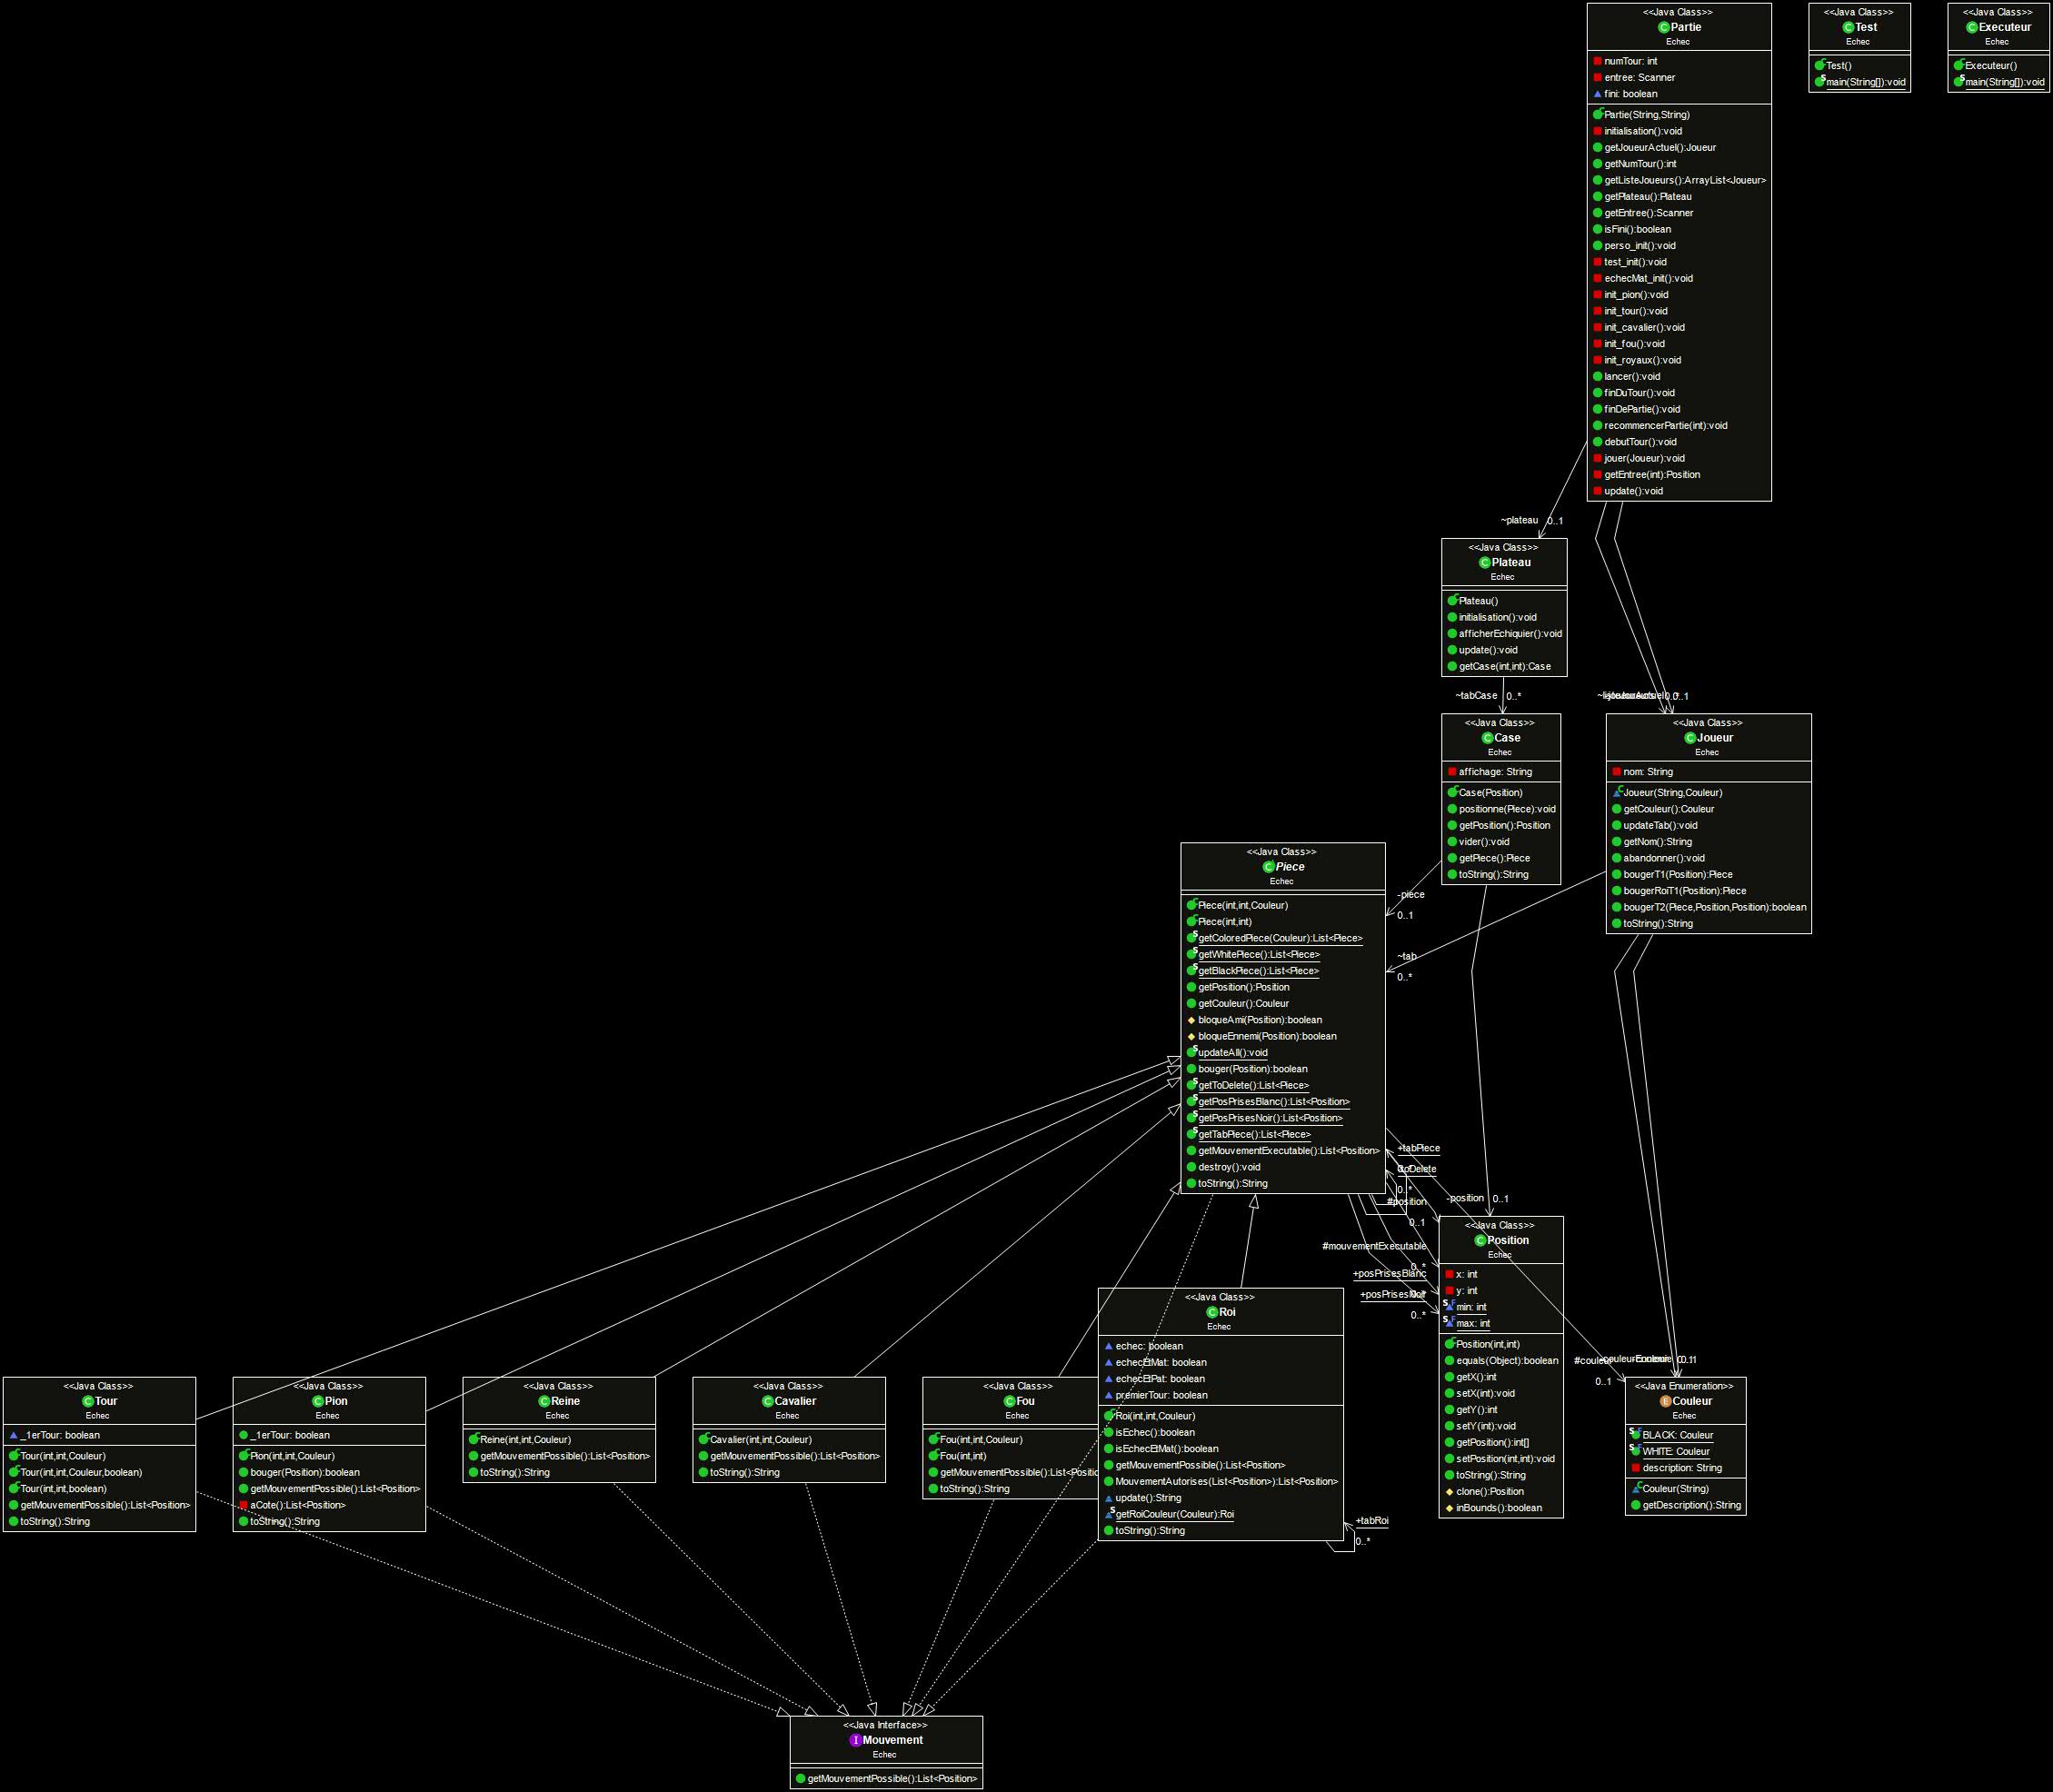 <<Java Class>>
Partie
Echec
numTour: int
entree: Scanner
fini: boolean
Partie(String,String)
initialisation():void
getJoueurActuel():Joueur
getNumTour():int
getListeJoueurs():ArrayList<Joueur>
getPlateau():Plateau
getEntree():Scanner
isFini():boolean
perso_init():void
test_init():void
echecMat_init():void
init_pion():void
init_tour():void
init_cavalier():void
init_fou():void
init_royaux():void
lancer():void
finDuTour():void
finDePartie():void
recommencerPartie(int):void
debutTour():void
jouer(Joueur):void
getEntree(int):Position
update():void
<<Java Class>>
Test
Echec
Test()
main(String[]):void
<<Java Class>>
Executeur
Echec
Executeur()
main(String[]):void
~plateau 0..1
<<Java Class>>
Plateau
Echec
Plateau()
initialisation():void
afficherEchiquier():void
update():void
getCase(int,int):Case
~tabCase 0..*
<<Java Class>>
Case
Echec
affichage: String
Case(Position)
positionne(Piece):void
getPosition():Position
vider():void
getPiece():Piece
toString():String
<<Java Class>>
Joueur
Echec
nom: String
Joueur(String,Couleur)
getCouleur():Couleur
updateTab():void
getNom():String
abandonner():void
bougerT1(Position):Piece
bougerRoiT1(Position):Piece
bougerT2(Piece,Position,Position):boolean
toString():String
-piece
0..1
~tab
0..*
<<Java Class>>
Piece
Echec
Piece(int,int,Couleur)
Piece(int,int)
getColoredPiece(Couleur):List<Piece>
getWhitePiece():List<Piece>
getBlackPiece():List<Piece>
getPosition():Position
getCouleur():Couleur
bloqueAmi(Position):boolean
bloqueEnnemi(Position):boolean
updateAll():void
bouger(Position):boolean
getToDelete():List<Piece>
getPosPrisesBlanc():List<Position>
getPosPrisesNoir():List<Position>
getTabPiece():List<Piece>
getMouvementExecutable():List<Position>
destroy():void
toString():String
+tabPiece
0..*
#position
0..1
-position 0..1
#mouvementExecutable
0..*
+posPrisesBlanc
+posPrisesNoir
0..*
<<Java Class>>
Position
Echec
x: int
y: int
min: int
max: int
Position(int,int)
equals(Object):boolean
getX():int
setX(int):void
getY():int
setY(int):void
getPosition():int[]
setPosition(int,int):void
toString():String
clone():Position
inBounds():boolean
#couleur
0..1
<<Java Enumeration>>
Couleur
Echec
BLACK: Couleur
WHITE: Couleur
description: String
Couleur(String)
getDescription():String
<<Java Class>>
Roi
Echec
echec: boolean
echecEtMat: boolean
echecEtPat: boolean
premierTour: boolean
Roi(int,int,Couleur)
isEchec():boolean
isEchecEtMat():boolean
getMouvementPossible():List<Position>
MouvementAutorises(List<Position>):List<Position>
update():String
getRoiCouleur(Couleur):Roi
toString():String
+tabRoi
0..*
<<Java Class>>
Tour
Echec
_1erTour: boolean
Tour(int,int,Couleur)
Tour(int,int,Couleur,boolean)
Tour(int,int,boolean)
getMouvementPossible():List<Position>
toString():String
<<Java Class>>
Pion
Echec
_1erTour: boolean
Pion(int,int,Couleur)
bouger(Position):boolean
getMouvementPossible():List<Position>
aCote():List<Position>
toString():String
<<Java Class>>
Reine
Echec
Reine(int,int,Couleur)
getMouvementPossible():List<Position>
toString():String
<<Java Class>>
Cavalier
Echec
Cavalier(int,int,Couleur)
getMouvementPossible():List<Position>
toString():String
<<Java Class>>
Fou
Echec
Fou(int,int,Couleur)
Fou(int,int)
getMouvementPossible():List<Positio
toString():String
<<Java Interface>>
Mouvement
Echec
getMouvementPossible():List<Position>